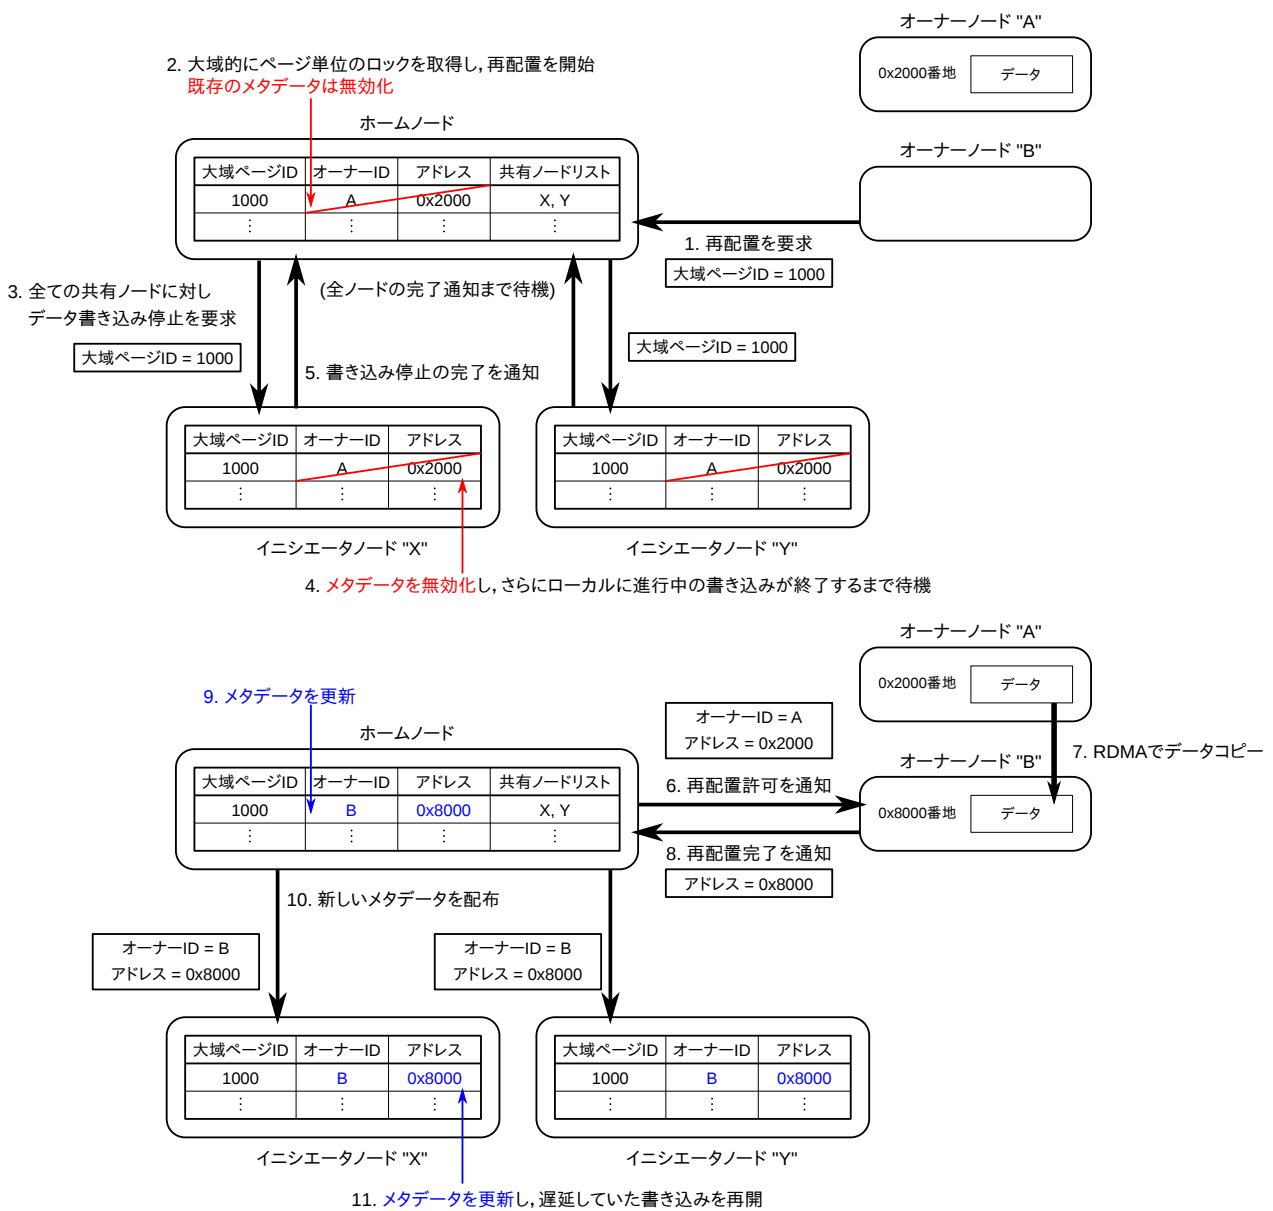 オーナーノード "A"
0x2000番地 データ
2. 大域的にページ単位のロックを取得し, 再配置を開始
既存のメタデータは無効化
ホームノード
大域ページID オーナーID アドレス 共有ノードリスト
1000 A 0x2000 X, Y
⋮ ⋮ ⋮ ⋮
オーナーノード "B"
1. 再配置を要求
大域ページID = 1000
3. 全ての共有ノードに対し
データ書き込み停止を要求
大域ページID = 1000
(全ノードの完了通知まで待機)
大域ページID = 1000
5. 書き込み停止の完了を通知
大域ページID オーナーID アドレス
1000 A 0x2000
⋮ ⋮ ⋮
イニシエータノード "X"
大域ページID オーナーID アドレス
1000 A 0x2000
⋮ ⋮ ⋮
イニシエータノード "Y"
4. メタデータを無効化し, さらにローカルに進行中の書き込みが終了するまで待機
オーナーノード "A"
0x2000番地 データ
9. メタデータを更新
ホームノード
大域ページID オーナーID アドレス 共有ノードリスト
1000 B 0x8000 X, Y
⋮ ⋮ ⋮ ⋮
オーナーID = A
アドレス = 0x2000
6. 再配置許可を通知
7. RDMAでデータコピー
オーナーノード "B"
0x8000番地 データ
8. 再配置完了を通知
アドレス = 0x8000
10. 新しいメタデータを配布
オーナーID = B
アドレス = 0x8000
オーナーID = B
アドレス = 0x8000
大域ページID オーナーID アドレス
1000 B 0x8000
⋮ ⋮ ⋮
イニシエータノード "X"
大域ページID オーナーID アドレス
1000 B 0x8000
⋮ ⋮ ⋮
イニシエータノード "Y"
11. メタデータを更新し, 遅延していた書き込みを再開